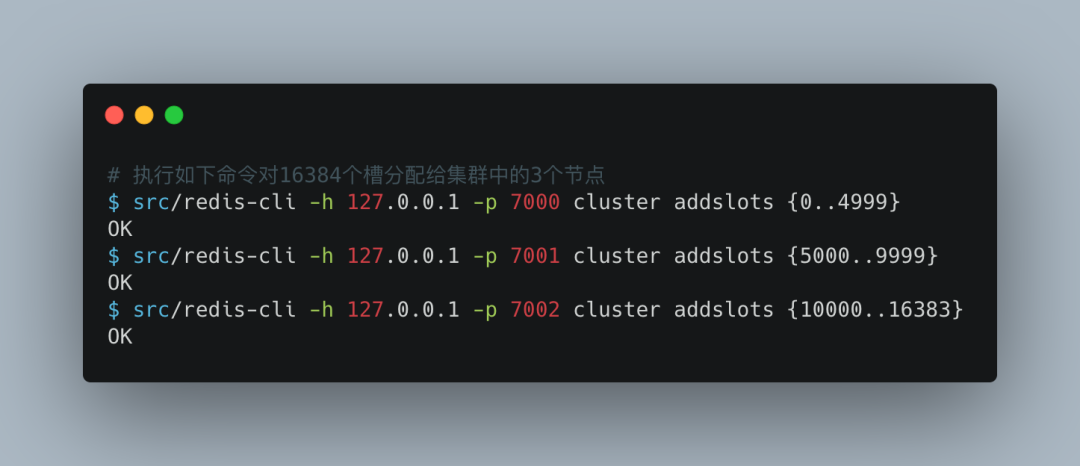 # 执行如下命令对16384个槽分配给集群中的3个节点
$ src/redis-cli -h 127.0.0.1 -p 7000 cluster addslots {0..4999}
OK
$ src/redis-cli -h 127.0.0.1 -p 7001 cluster addslots {5000..9999}
OK
$ src/redis-cli -h 127.0.0.1 -p 7002 cluster addslots {10000..16383}
OK